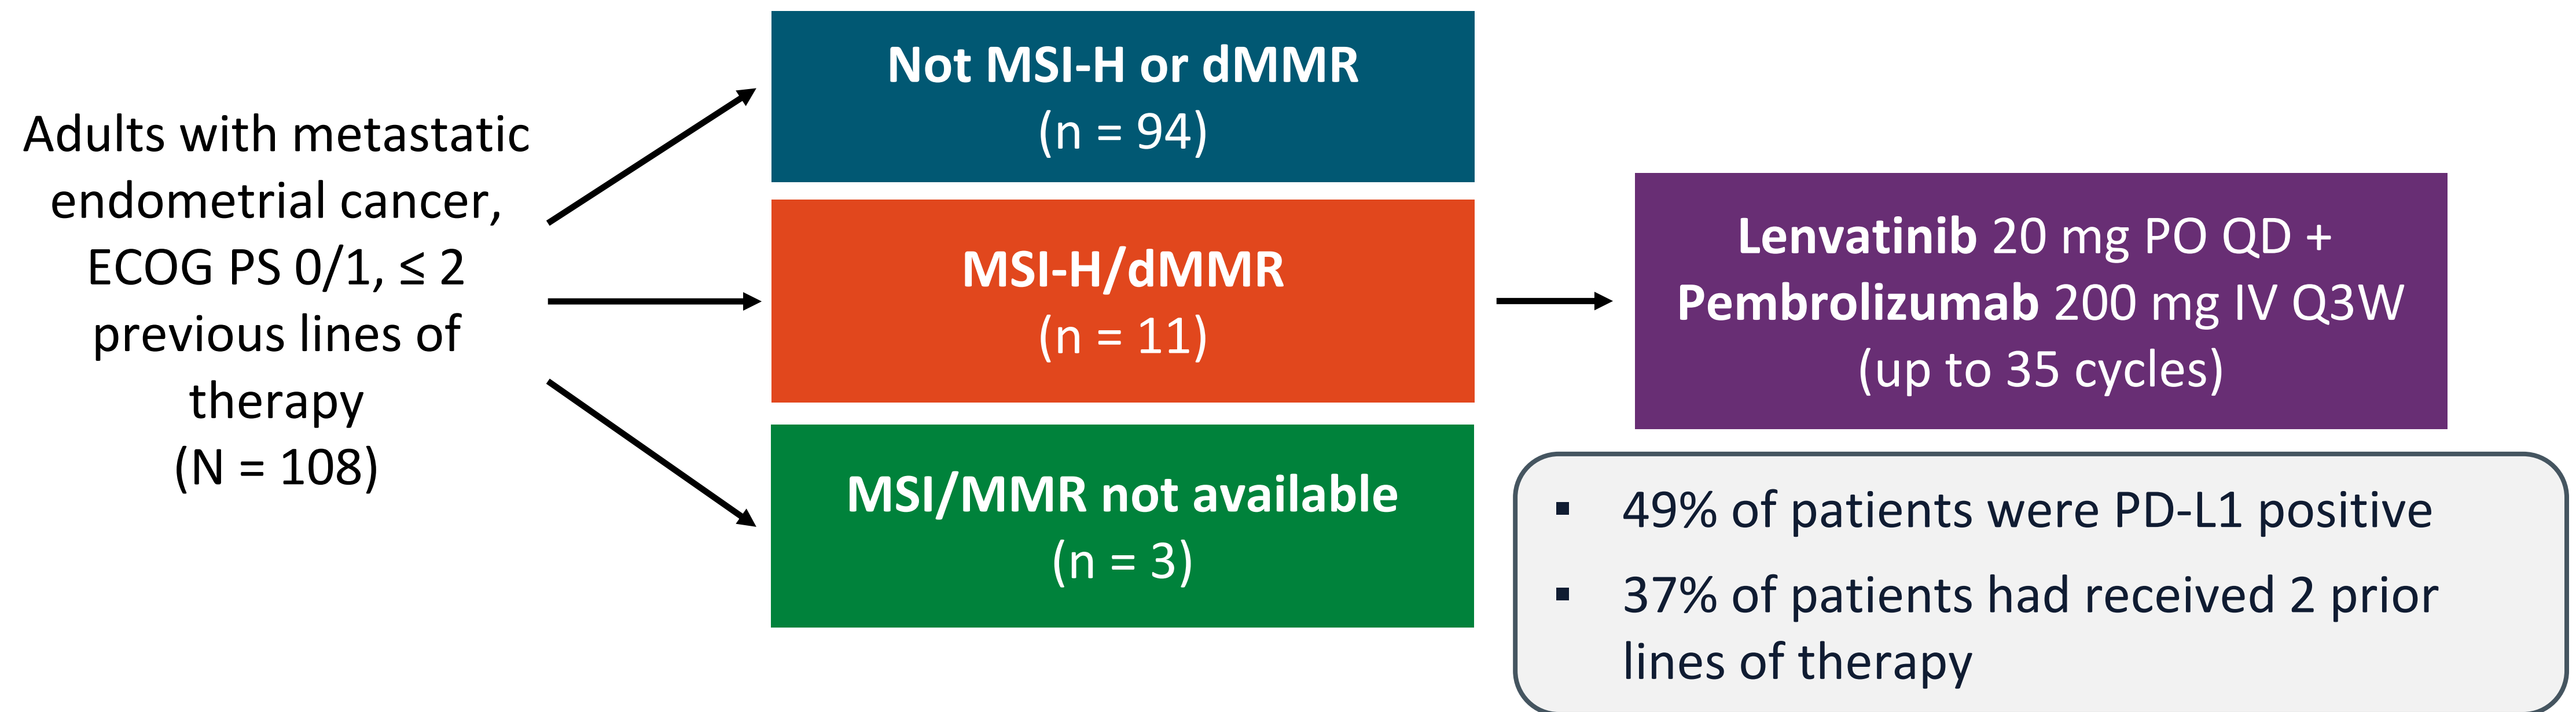 Adults with metastatic
endometrial cancer,
ECOG PS 0/1, ≤ 2
previous lines of
therapy
(N = 108)
Not MSI-H or dMMR
(n = 94)
MSI-H/dMMR
(n = 11)
MSI/MMR not available
(n = 3)
Lenvatinib 20 mg PO QD +
Pembrolizumab 200 mg IV Q3W
(up to 35 cycles)
▪ 49% of patients were PD-L1 positive
▪ 37% of patients had received 2 prior
lines of therapy